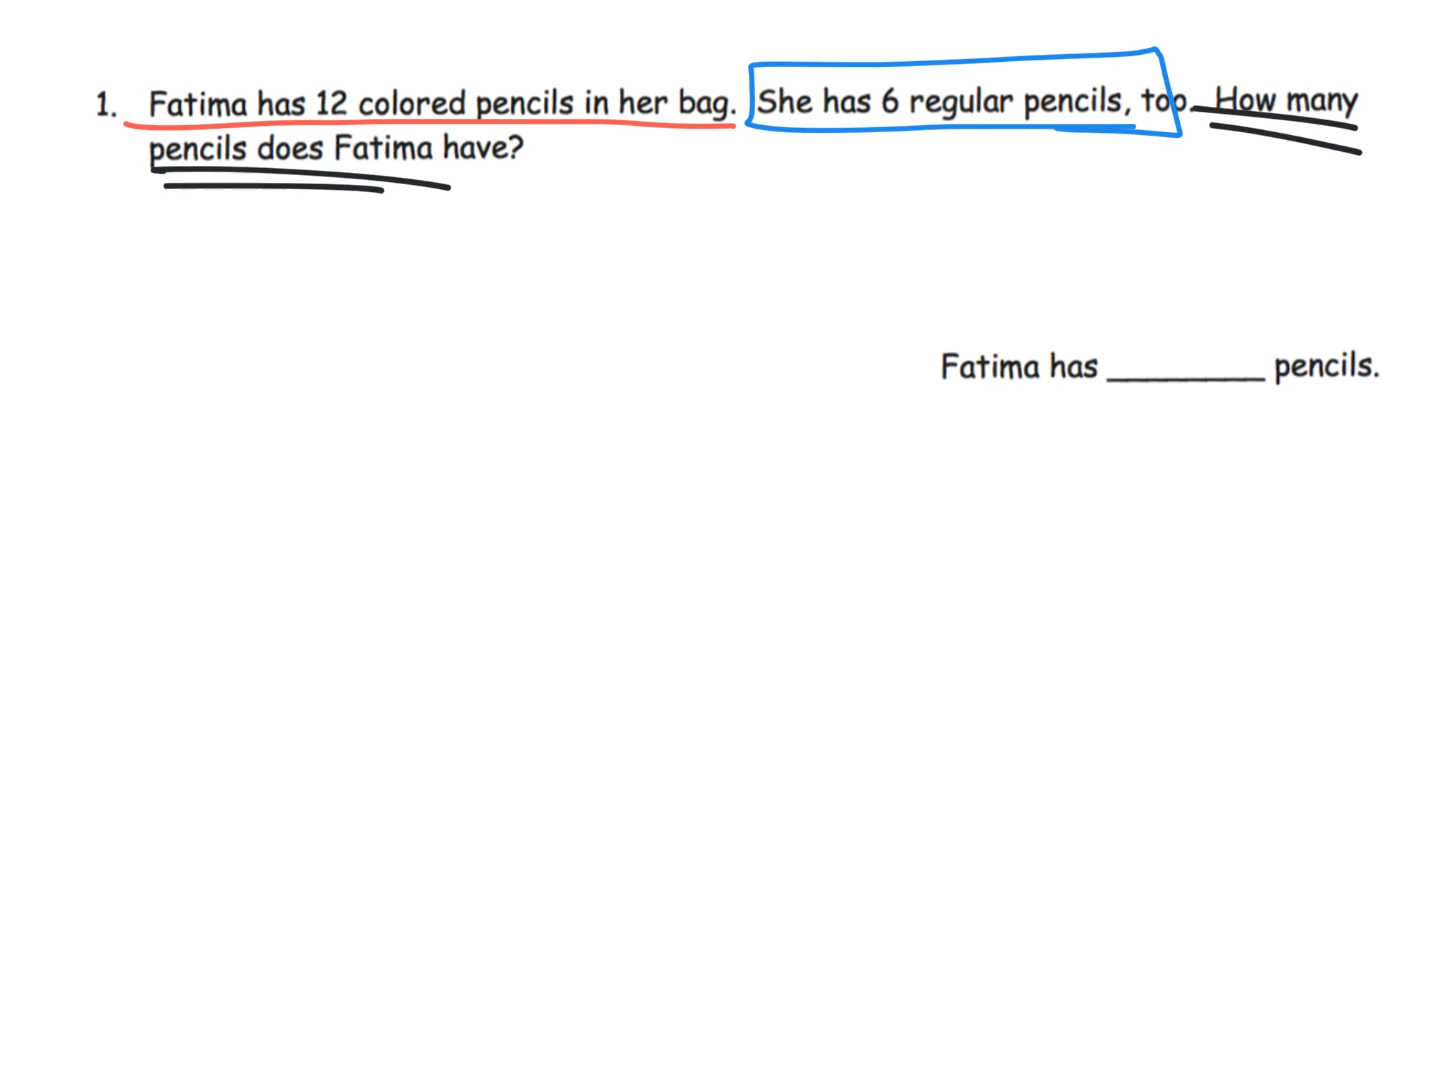 1. Fatima has 12 colored pencils in her bag. She has 6 regular pencils, too. How many
pencils does Fatima have?
Fatima has ________ pencils.